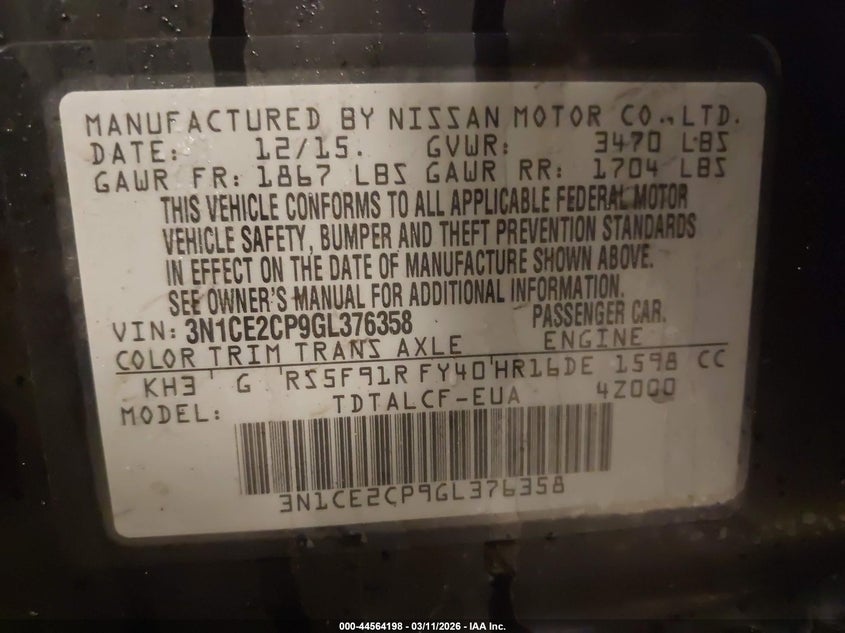 MANUFACTURED BY NISSAN MOTOR CO., LTD.
DATE: 12/15. GVWR: 3470 LBS
GAWR FR: 1867 LBS GAWR RR: 1704 LBS
THIS VEHICLE CONFORMS TO ALL APPLICABLE FEDERAL MOTOR
VEHICLE SAFETY, BUMPER AND THEFT PREVENTION STANDARDS
IN EFFECT ON THE DATE OF MANUFACTURE SHOWN ABOVE.
SEE OWNER'S MANUAL FOR ADDITIONAL INFORMATION.
VIN: 3N1CE2CP9GL376358 PASSENGER CAR.
COLOR TRIM TRANS AXLE ENGINE
KH3 ' G ' RS5F91R FY40 ' HR16DE 1598 CC
MODEL: TDTALCF-EUA 4Z000
3N1CE2CP9GL376358
000-44564198 - 03/11/2026 - IAA Inc.